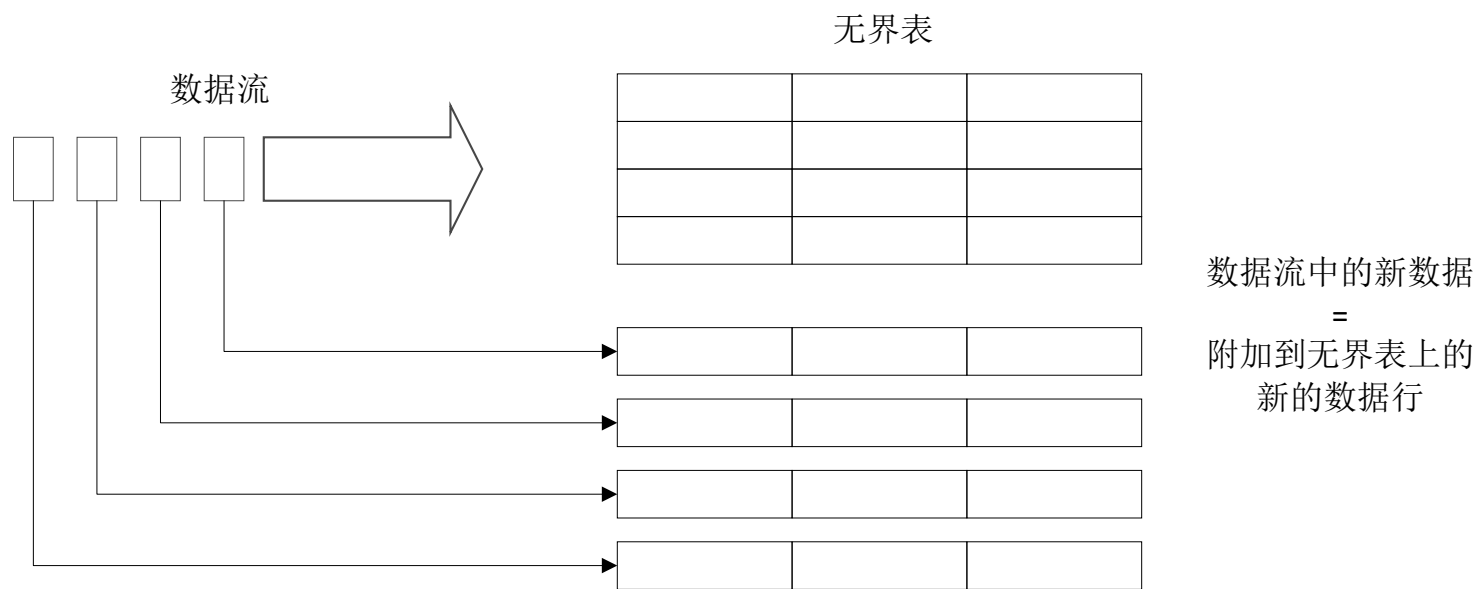 无界表
数据流
数据流中的新数据
=
附加到无界表上的
新的数据行